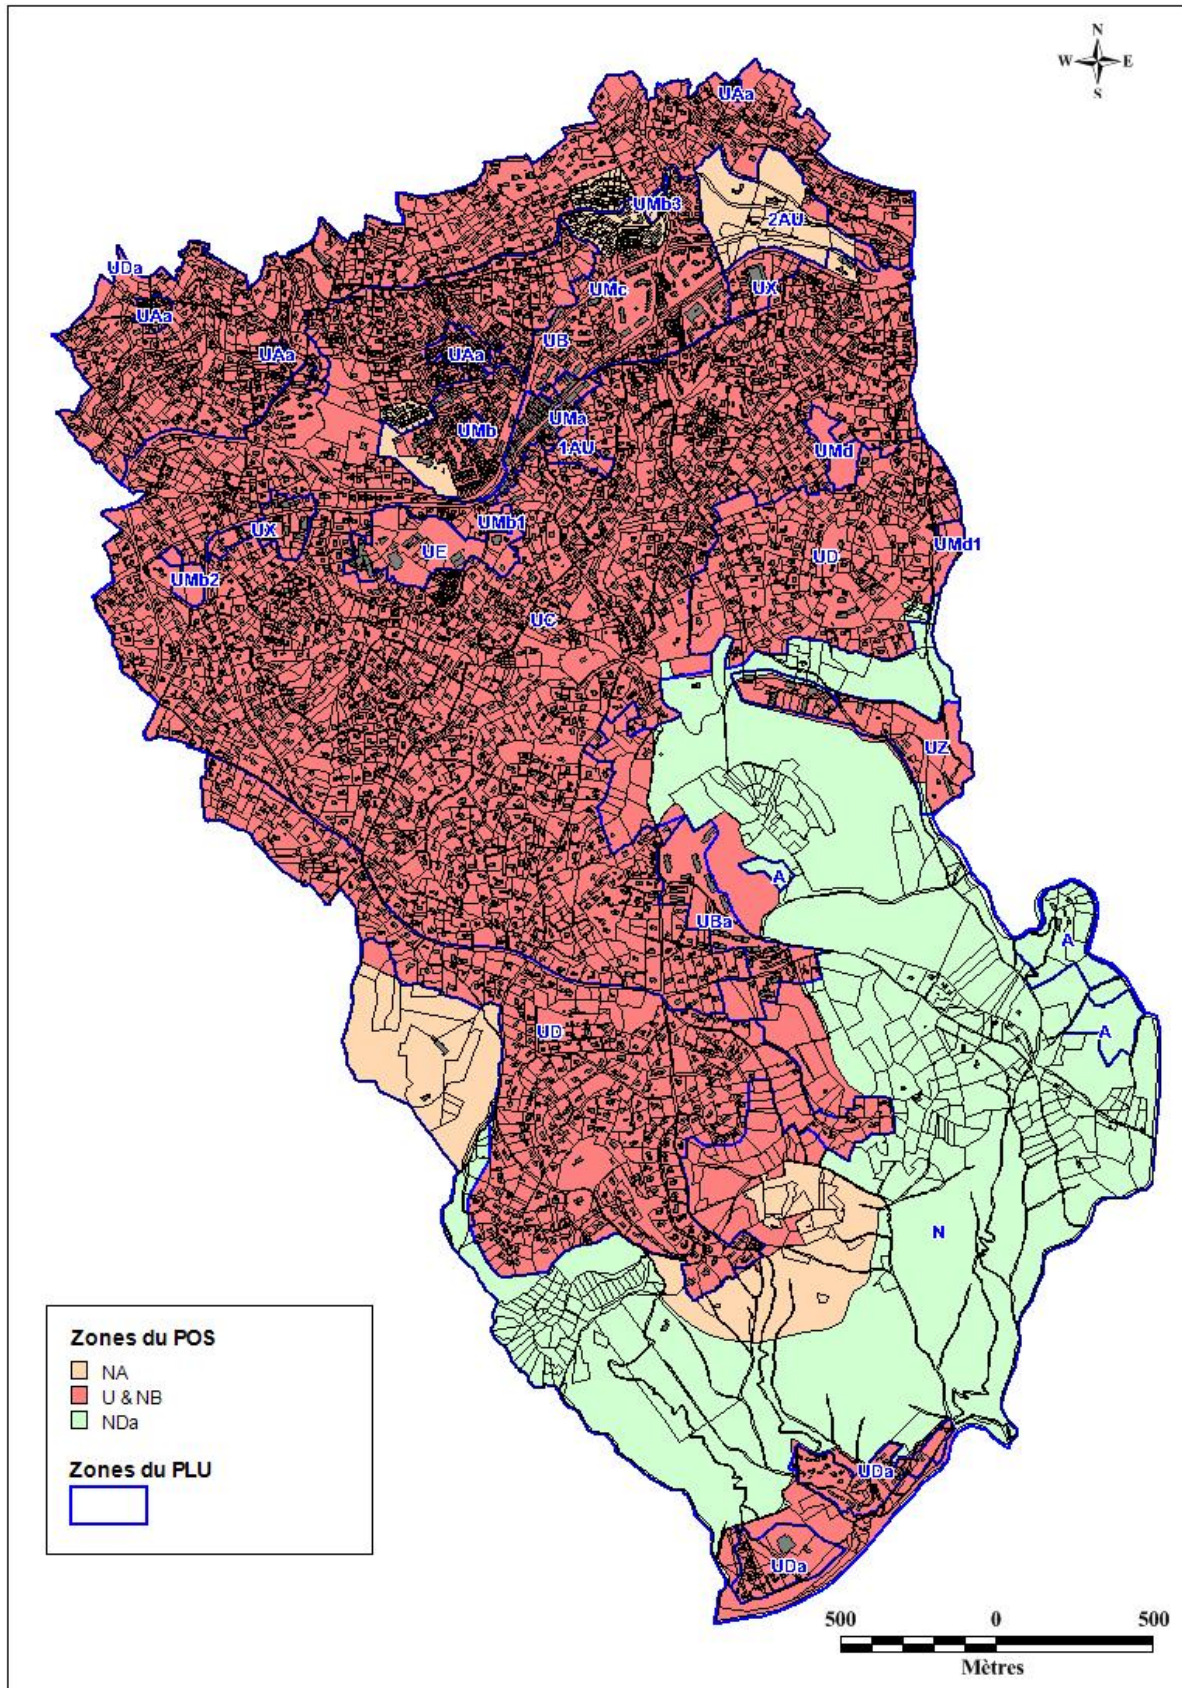 N
W E
S
UAa
UMb3
2AU
UDa
UMc
UX
UAa
UB
UAa
UAa
UMa
UMb
1AU
UMd
UMb1
UX
UMd1
UE
UD
UMb2
UC
UZ
A
UBa
A
A
UD
N
Zones du POS
NA
U & NB
NDa
Zones du PLU
UDa
UDa
500 0 500
Mètres